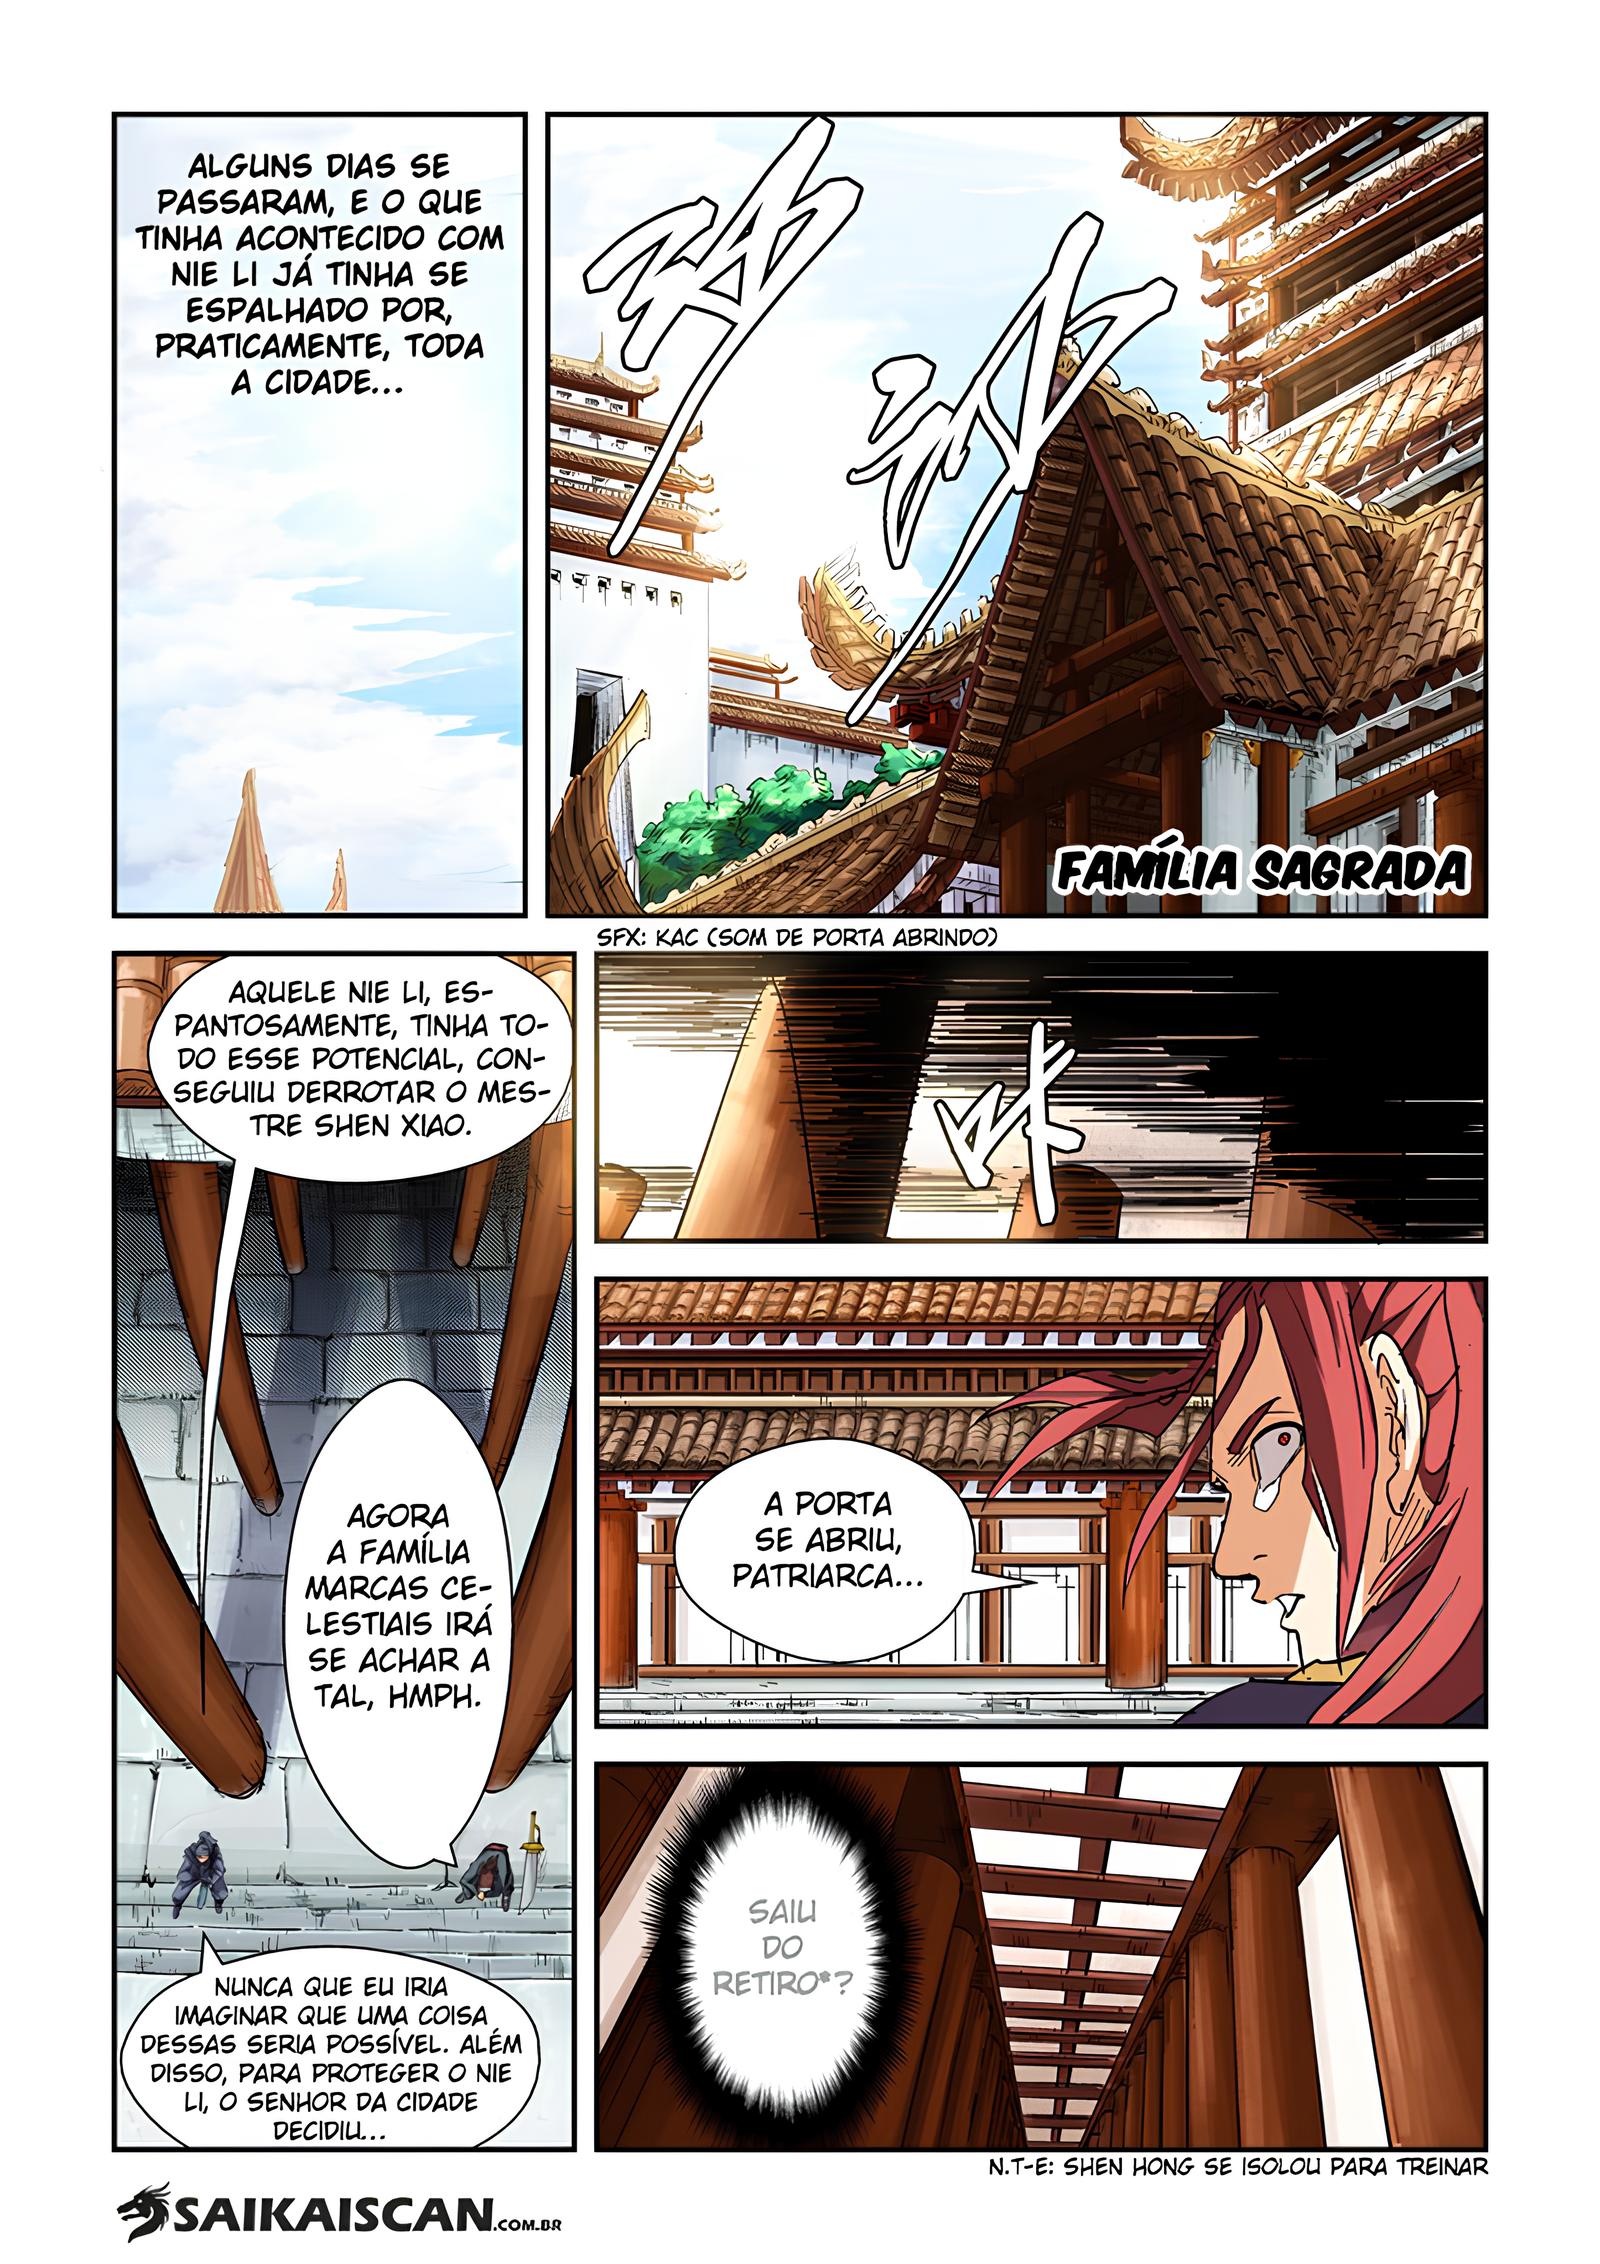 ALGUNS DIAS SE
PASSARAM, E O QUE
TINHA ACONTECIDO COM
NIE LI JÁ TINHA SE
ESPALHADO POR,
PRATICAMENTE, TODA
A CIDADE...
FAMÍLIA SAGRADA
SFX: KAC (SOM DE PORTA ABRINDO)
AQUELE NIE LI, ES-
PANTOSAMENTE, TINHA TO-
DO ESSE POTENCIAL, CON-
SEGUIU DERROTAR O MES-
TRE SHEN XIAO.
AGORA
A FAMÍLIA
MARCAS CE-
LESTIAIS IRÁ
SE ACHAR A
TAL, HMPH.
NUNCA QUE EU IRIA
IMAGINAR QUE UMA COISA
DESSAS SERIA POSSÍVEL. ALÉM
DISSO, PARA PROTEGER O NIE
LI, O SENHOR DA CIDADE
DECIDIU...
A PORTA
SE ABRIU,
PATRIARCA...
SAIU
DO
RETIRO*?
N.T-E: SHEN HONG SE ISOLOU PARA TREINAR
SAIKAISCAN.COM.BR